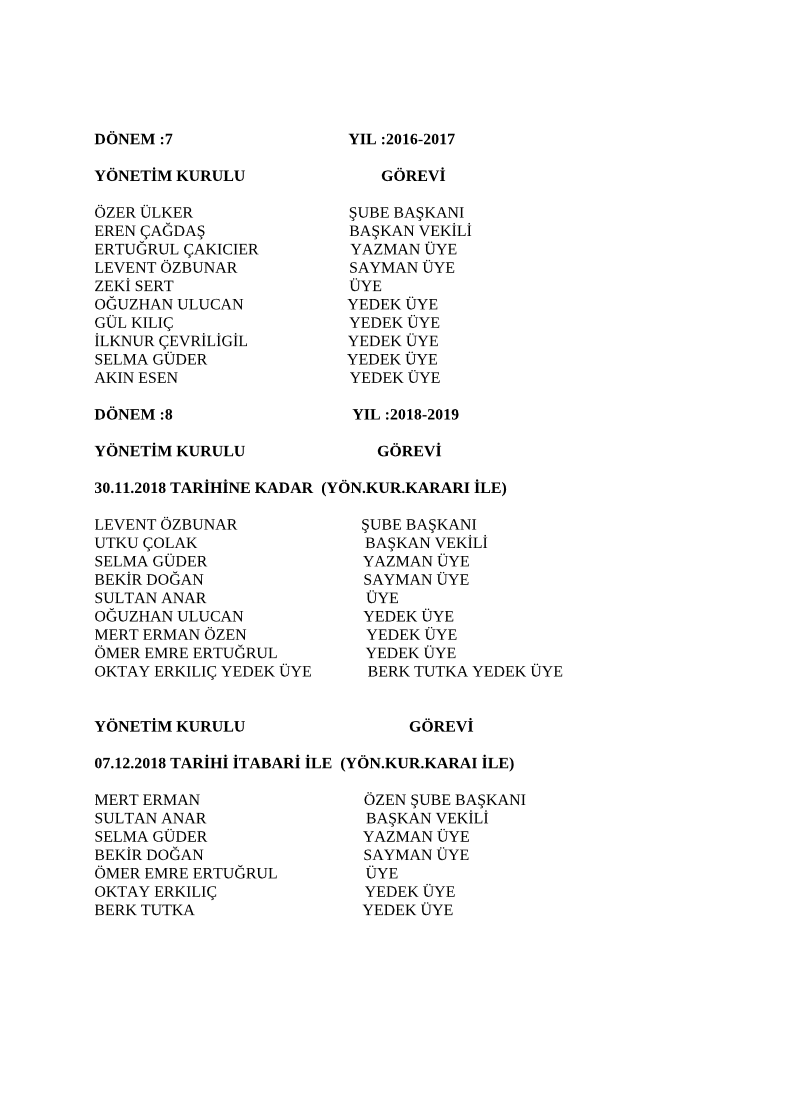 DÖNEM :7 YIL :2016-2017
YÖNETİM KURULU GÖREVİ
ÖZER ÜLKER ŞUBE BAŞKANI
EREN ÇAĞDAŞ BAŞKAN VEKİLİ
ERTUĞRUL ÇAKICIER YAZMAN ÜYE
LEVENT ÖZBUNAR SAYMAN ÜYE
ZEKİ SERT ÜYE
OĞUZHAN ULUCAN YEDEK ÜYE
GÜL KILIÇ YEDEK ÜYE
İLKNUR ÇEVRİLİGİL YEDEK ÜYE
SELMA GÜDER YEDEK ÜYE
AKIN ESEN YEDEK ÜYE
DÖNEM :8 YIL :2018-2019
YÖNETİM KURULU GÖREVİ
30.11.2018 TARİHİNE KADAR (YÖN.KUR.KARARI İLE)
LEVENT ÖZBUNAR ŞUBE BAŞKANI
UTKU ÇOLAK BAŞKAN VEKİLİ
SELMA GÜDER YAZMAN ÜYE
BEKİR DOĞAN SAYMAN ÜYE
SULTAN ANAR ÜYE
OĞUZHAN ULUCAN YEDEK ÜYE
MERT ERMAN ÖZEN YEDEK ÜYE
ÖMER EMRE ERTUĞRUL YEDEK ÜYE
OKTAY ERKILIÇ YEDEK ÜYE BERK TUTKA YEDEK ÜYE
YÖNETİM KURULU GÖREVİ
07.12.2018 TARİHİ İTABARİ İLE (YÖN.KUR.KARAI İLE)
MERT ERMAN ÖZEN ŞUBE BAŞKANI
SULTAN ANAR BAŞKAN VEKİLİ
SELMA GÜDER YAZMAN ÜYE
BEKİR DOĞAN SAYMAN ÜYE
ÖMER EMRE ERTUĞRUL ÜYE
OKTAY ERKILIÇ YEDEK ÜYE
BERK TUTKA YEDEK ÜYE